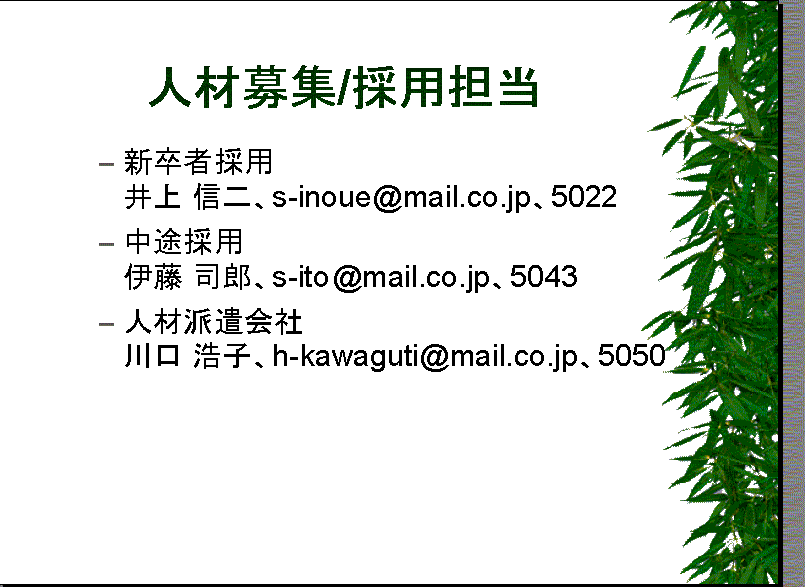 人材募集/採用担当
– 新卒者採用
井上 信二、s-inoue@mail.co.jp、5022
– 中途採用
伊藤 司郎、s-ito@mail.co.jp、5043
– 人材派遣会社
川口 浩子、h-kawaguti@mail.co.jp、5050